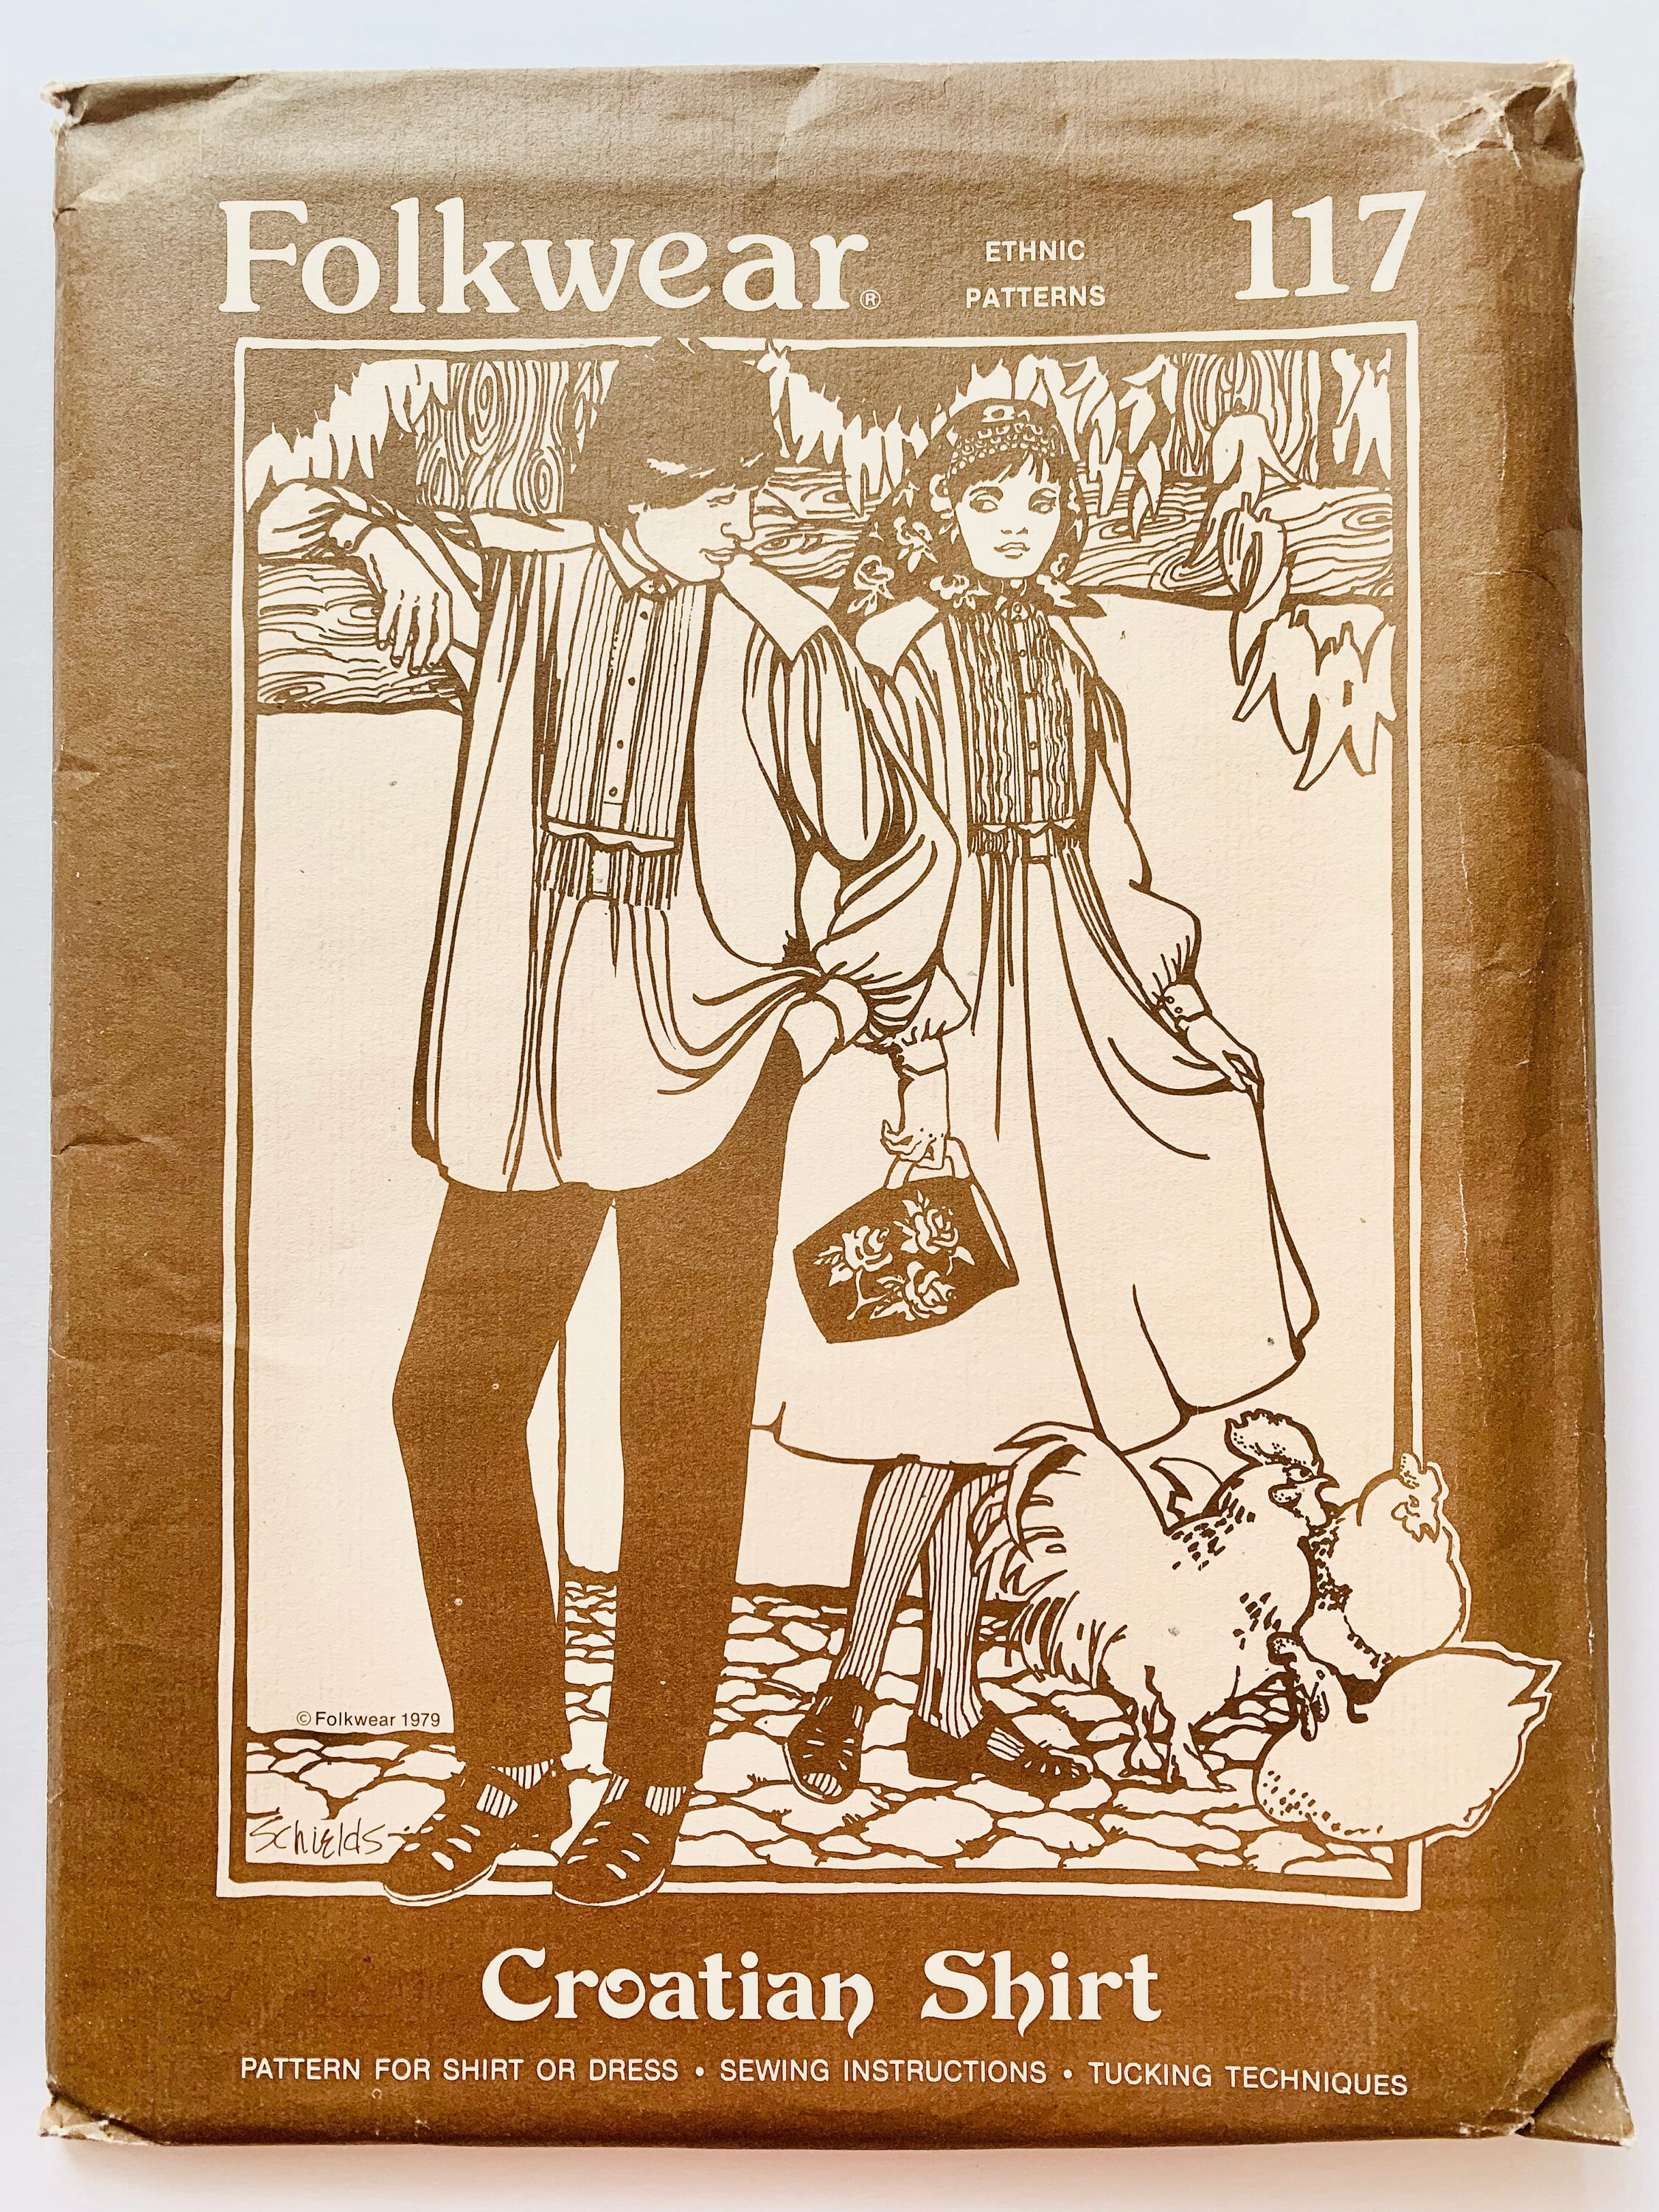 Folkwear® ETHNIC PATTERNS 117
© Folkwear 1979
Schields
Croatian Shirt
PATTERN FOR SHIRT OR DRESS • SEWING INSTRUCTIONS • TUCKING TECHNIQUES